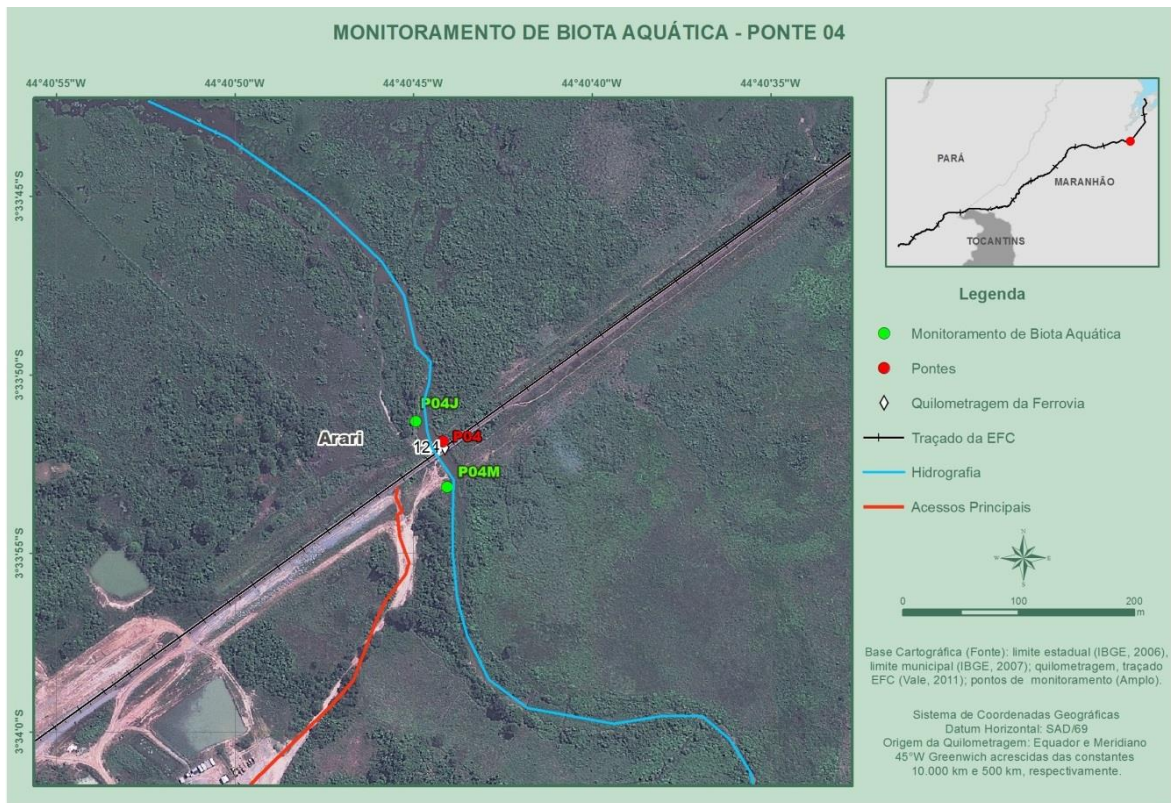 MONITORAMENTO DE BIOTA AQUÁTICA - PONTE 04
44°40'55"W 44°40'50"W 44°40'45"W 44°40'40"W 44°40'35"W
3°33'45"S
3°33'50"S
3°33'55"S
3°34'0"S
P04J
Arari
124
P04
P04M
PARÁ
MARANHÃO
TOCANTINS
Legenda
Monitoramento de Biota Aquática
Pontes
Quilometragem da Ferrovia
Traçado da EFC
Hidrografia
Acessos Principais
N
W E
S
0 100 200
m
Base Cartográfica (Fonte): limite estadual (IBGE, 2006),
limite municipal (IBGE, 2007); quilometragem, traçado
EFC (Vale, 2011); pontos de monitoramento (Amplo).
Sistema de Coordenadas Geográficas
Datum Horizontal: SAD/69
Origem da Quilometragem: Equador e Meridiano
45°W Greenwich acrescidas das constantes
10.000 km e 500 km, respectivamente.